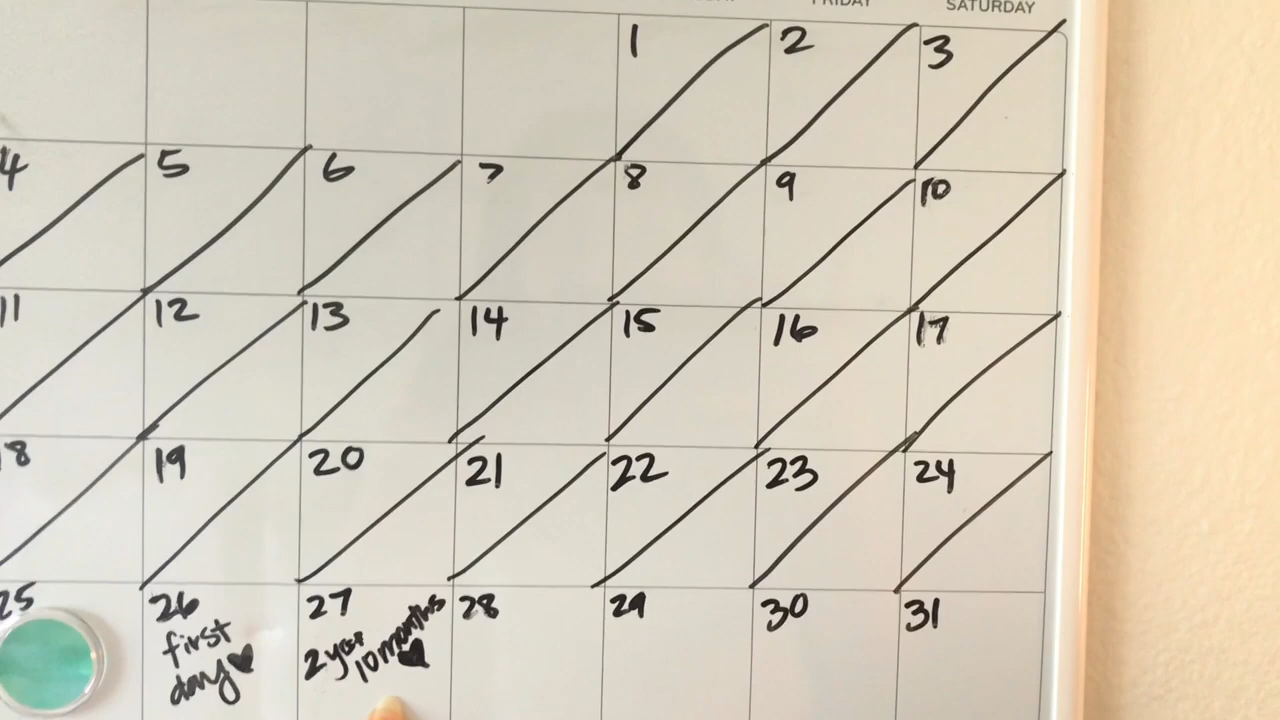 FRIDAY SATURDAY
1 2 3
4 5 6 7 8 9 10
11 12 13 14 15 16 17
18 19 20 21 22 23 24
25 26 27 28 29 30 31
first 2 year
day♥ 10 months♥